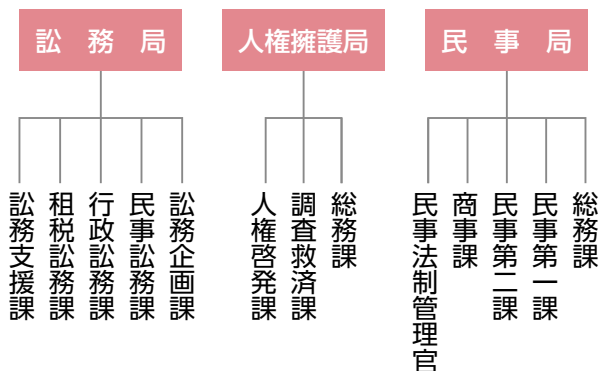 訟務局
人権擁護局
民事局
訟務支援課
租税訟務課
行政訟務課
民事訟務課
訟務企画課
人権啓発課
調査救済課
総務課
民事法制管理官
商事課
民事第二課
民事第一課
総務課